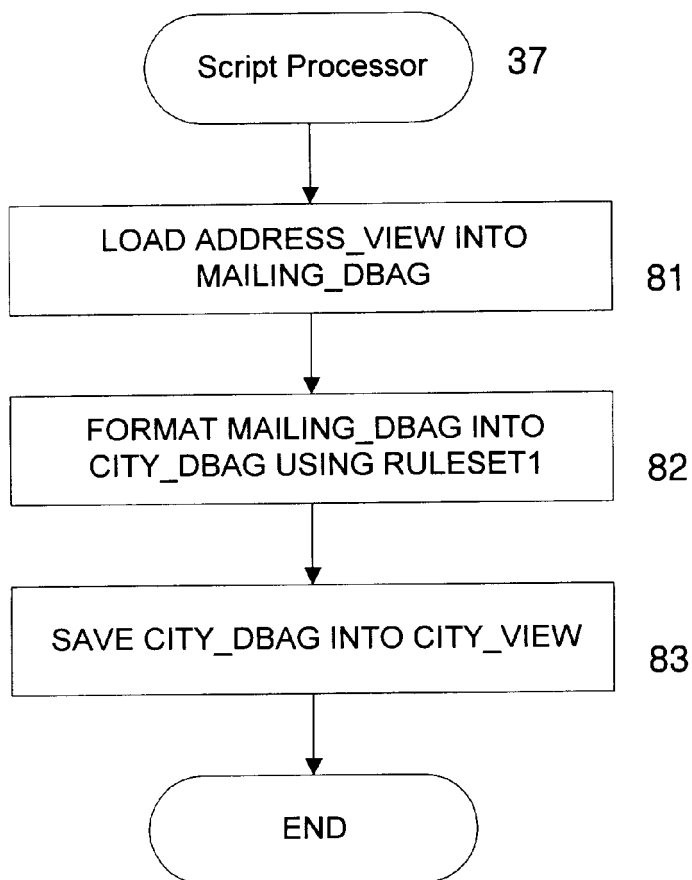 Script Processor 37
LOAD ADDRESS_VIEW INTO
MAILING_DBAG
81
FORMAT MAILING_DBAG INTO
CITY_DBAG USING RULESET1
82
SAVE CITY_DBAG INTO CITY_VIEW
83
END